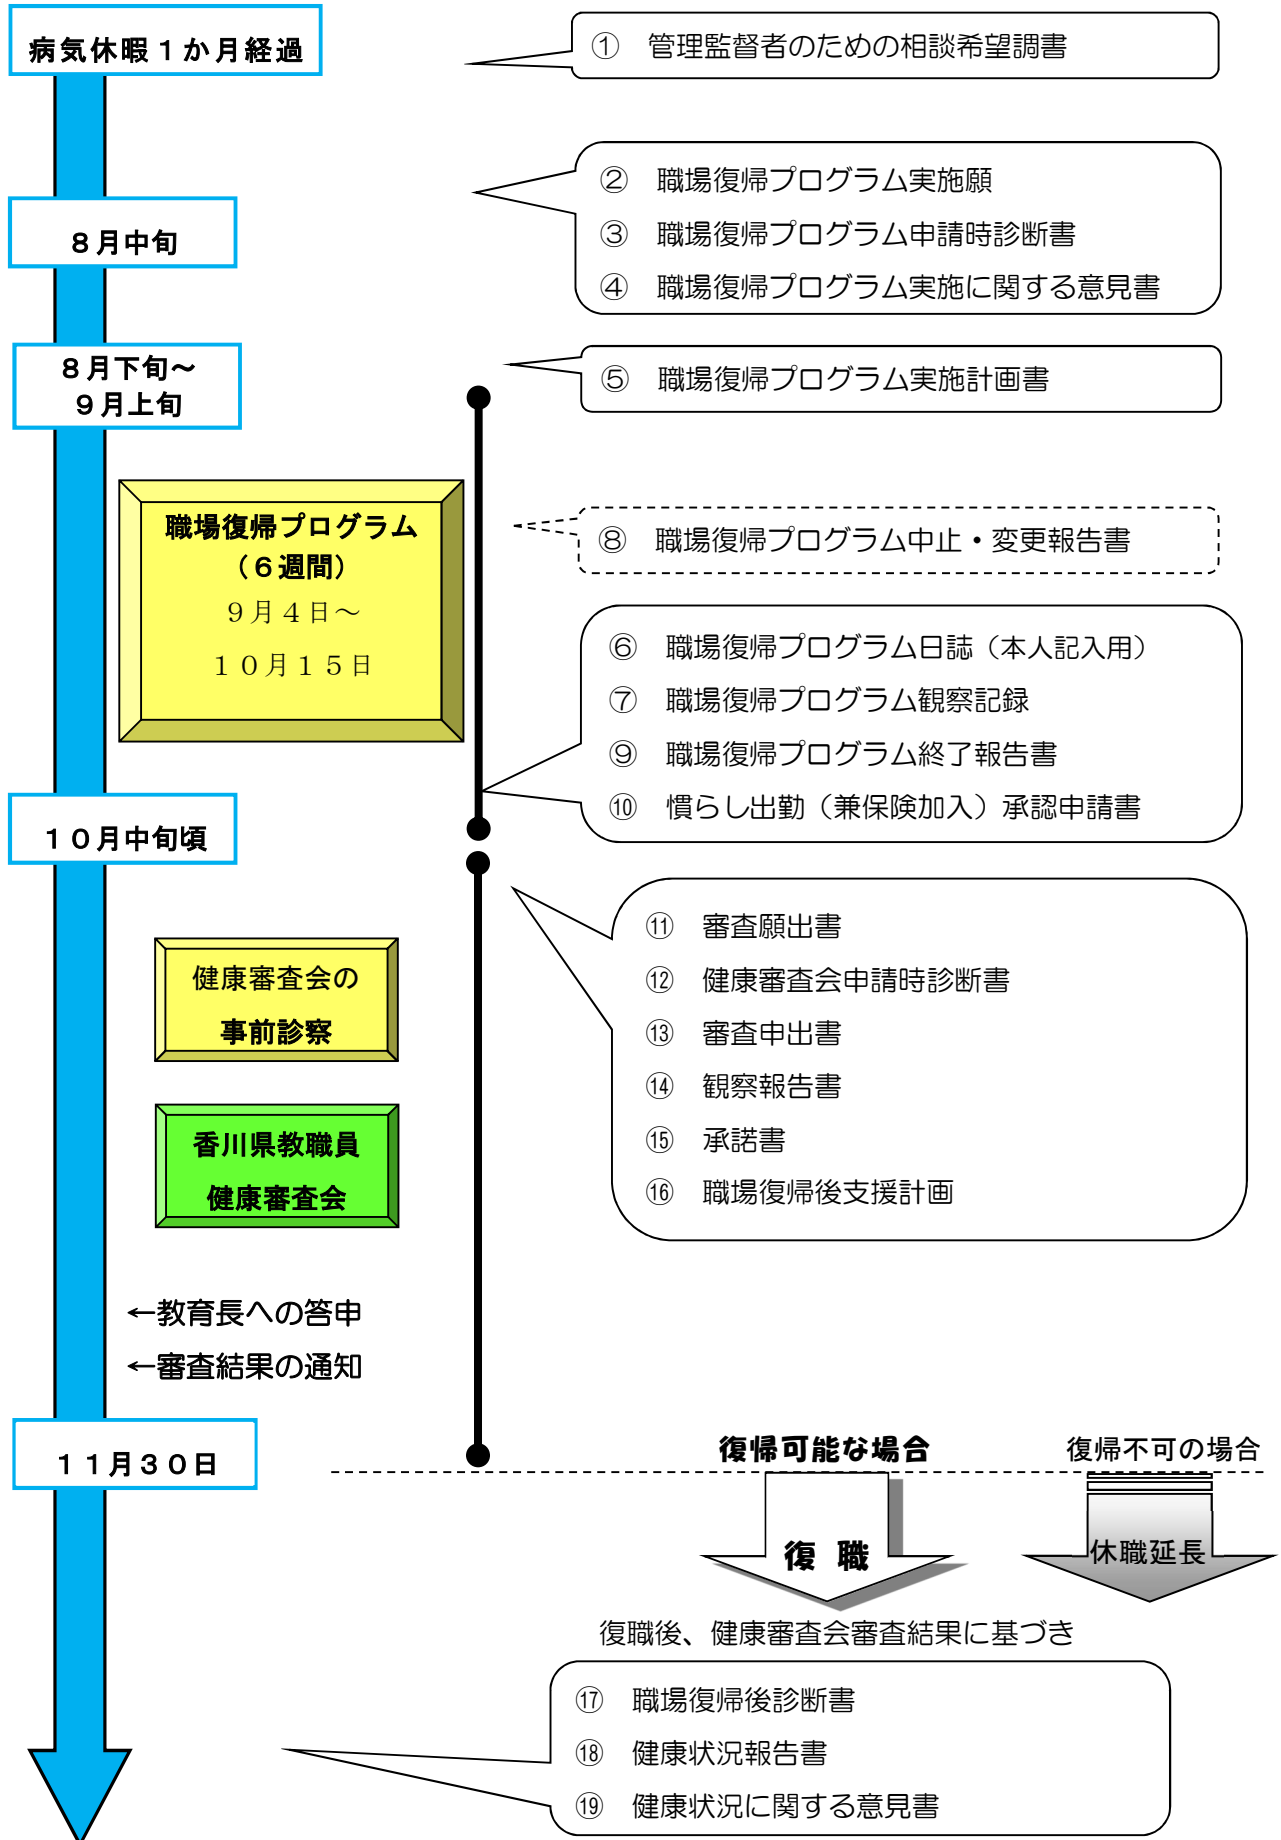 病気休暇１か月経過
① 管理監督者のための相談希望調書
② 職場復帰プログラム実施願
③ 職場復帰プログラム申請時診断書
④ 職場復帰プログラム実施に関する意見書
８月中旬
８月下旬～
９月上旬
⑤ 職場復帰プログラム実施計画書
職場復帰プログラム
（６週間）
９月４日～
１０月１５日
⑧ 職場復帰プログラム中止・変更報告書
⑥ 職場復帰プログラム日誌（本人記入用）
⑦ 職場復帰プログラム観察記録
⑨ 職場復帰プログラム終了報告書
⑩ 慣らし出勤（兼保険加入）承認申請書
１０月中旬頃
⑪ 審査願出書
⑫ 健康審査会申請時診断書
⑬ 審査申出書
⑭ 観察報告書
⑮ 承諾書
⑯ 職場復帰後支援計画
健康審査会の
事前診察
香川県教職員
健康審査会
←教育長への答申
←審査結果の通知
１１月３０日
復帰可能な場合
復帰不可の場合
復職
休職延長
復職後、健康審査会審査結果に基づき
⑰ 職場復帰後診断書
⑱ 健康状況報告書
⑲ 健康状況に関する意見書